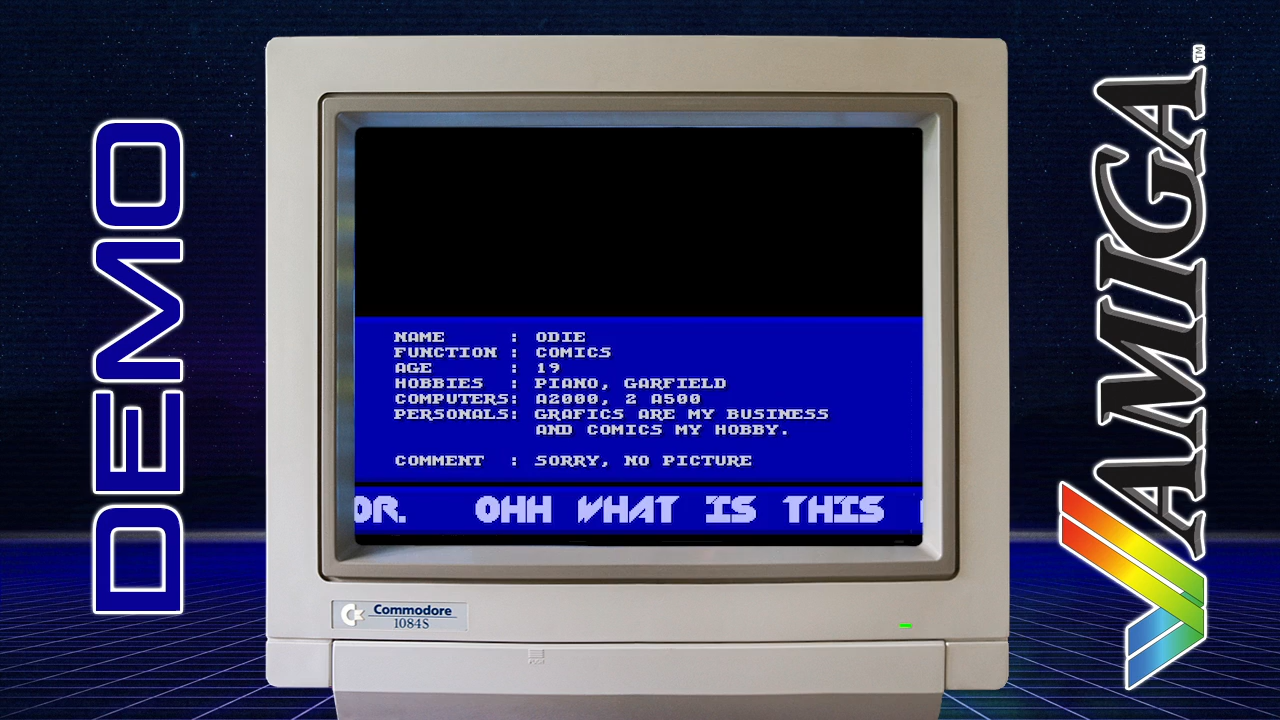 DEMO
NAME : ODIE
FUNCTION : COMICS
AGE : 19
HOBBIES : PIANO, GARFIELD
COMPUTERS: A2000, 2 A500
PERSONALS: GRAFICS ARE MY BUSINESS
AND COMICS MY HOBBY.
COMMENT : SORRY, NO PICTURE
OR. OHH WHAT IS THIS
Commodore
1084S
AMIGA™